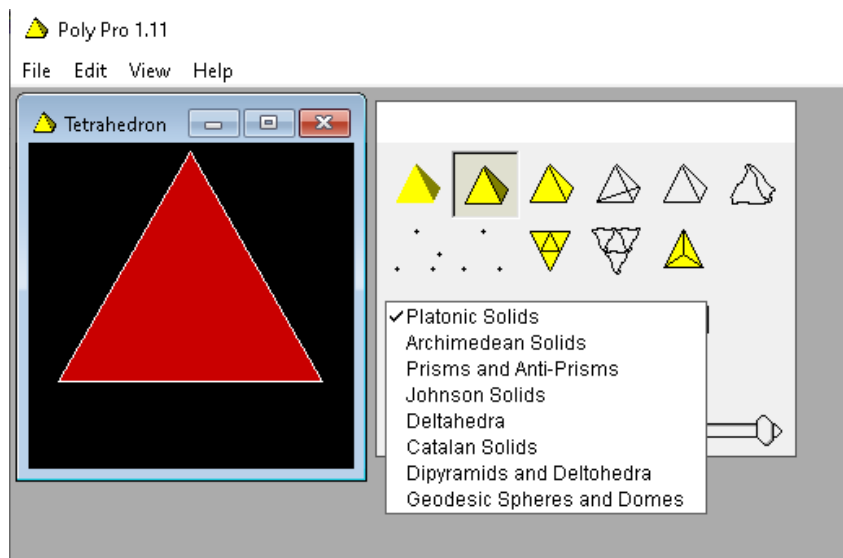 Poly Pro 1.11
File Edit View Help
Tetrahedron
Platonic Solids
Archimedean Solids
Prisms and Anti-Prisms
Johnson Solids
Deltahedra
Catalan Solids
Dipyramids and Deltohedra
Geodesic Spheres and Domes